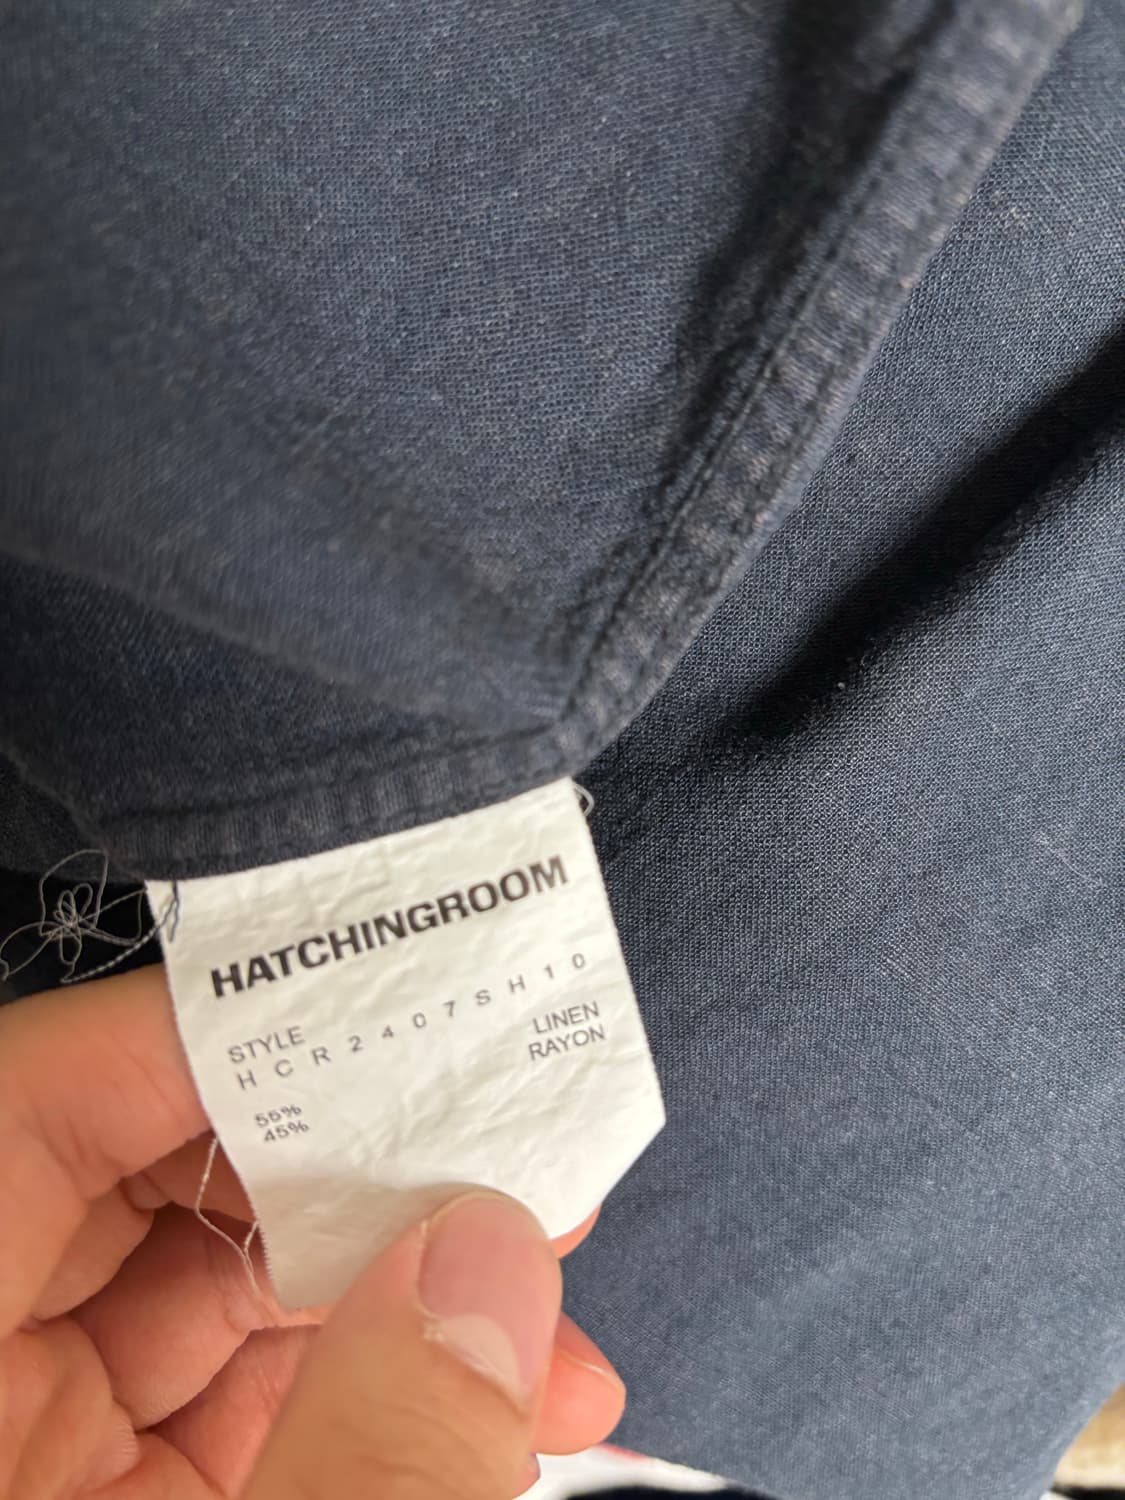 HATCHINGROOM
STYLE
H C R 2 4 0 7 S H 1 0
55% LINEN
45% RAYON